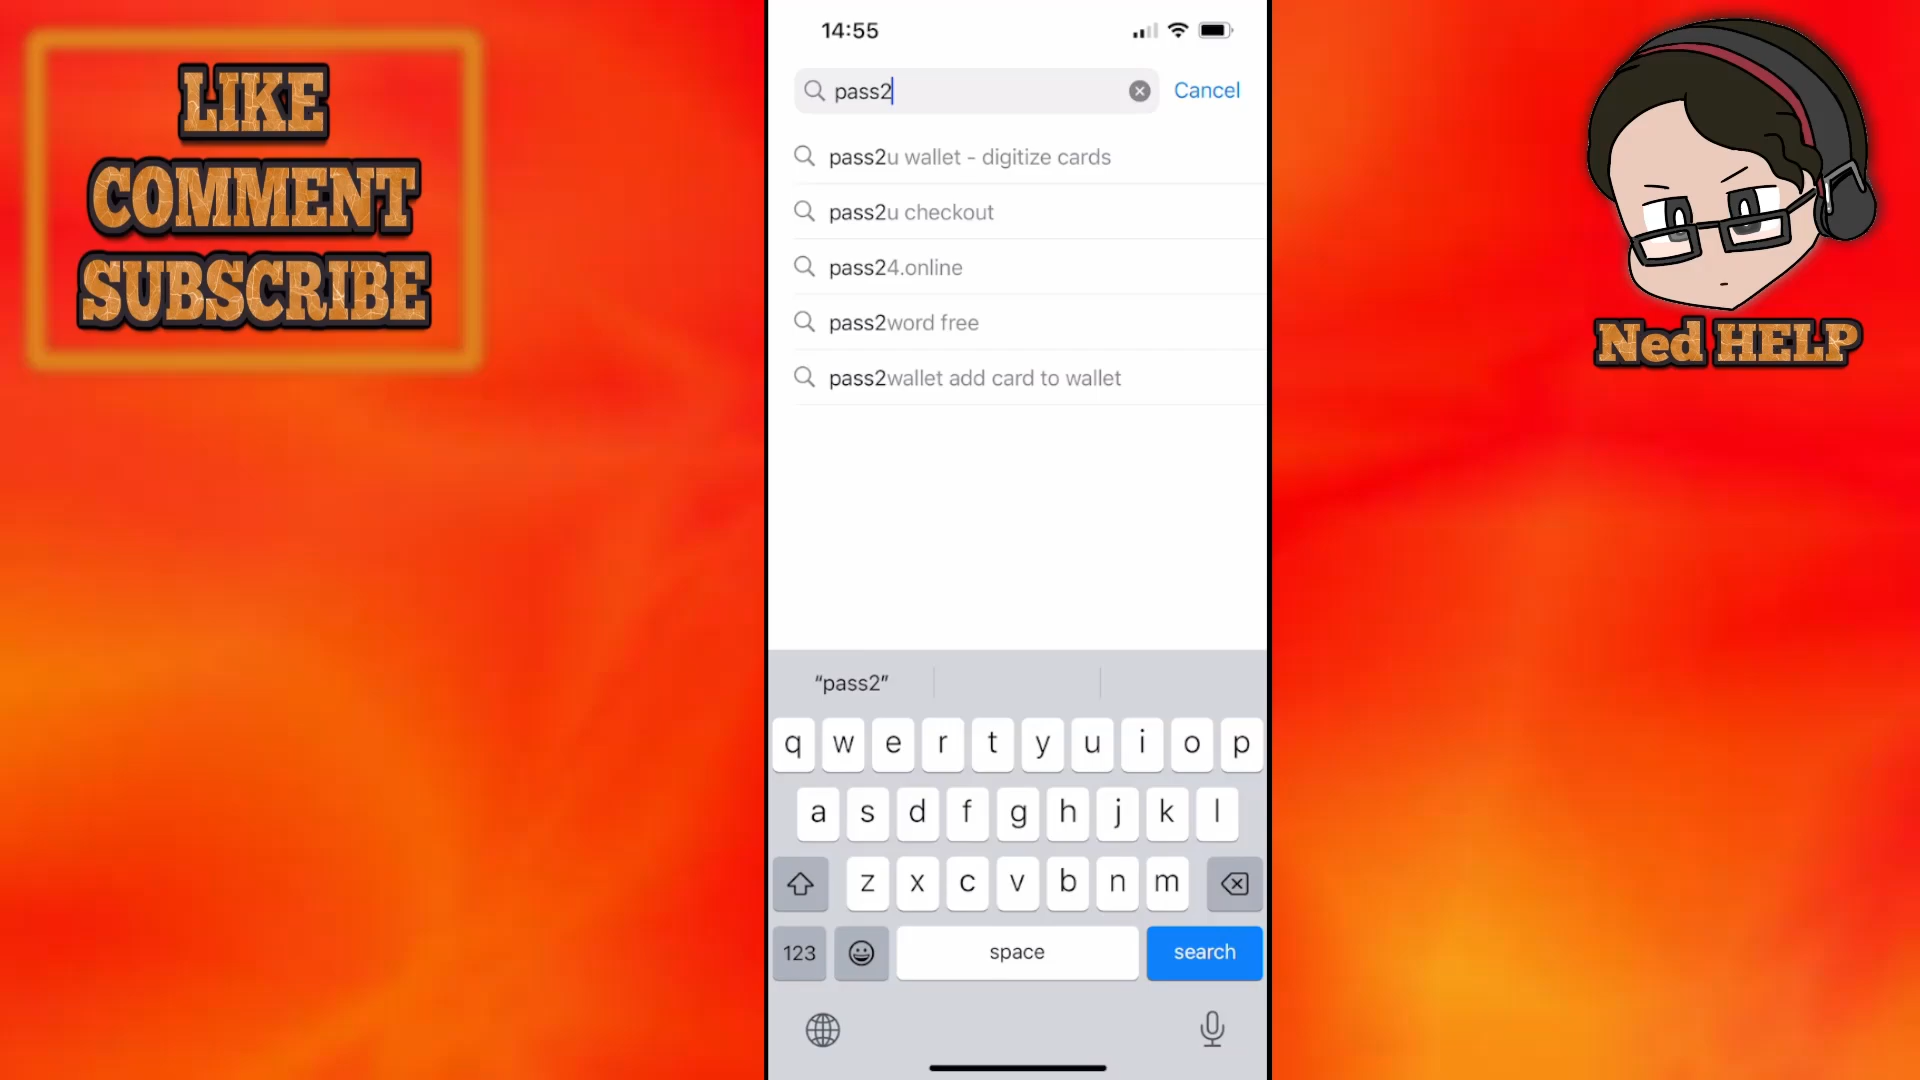 LIKE
COMMENT
SUBSCRIBE
14:55
pass2
Cancel
pass2u wallet - digitize cards
pass2u checkout
pass24.online
pass2word free
pass2wallet add card to wallet
“pass2”
q w e r t y u i o p
a s d f g h j k l
z x c v b n m
123 space search
Ned HELP